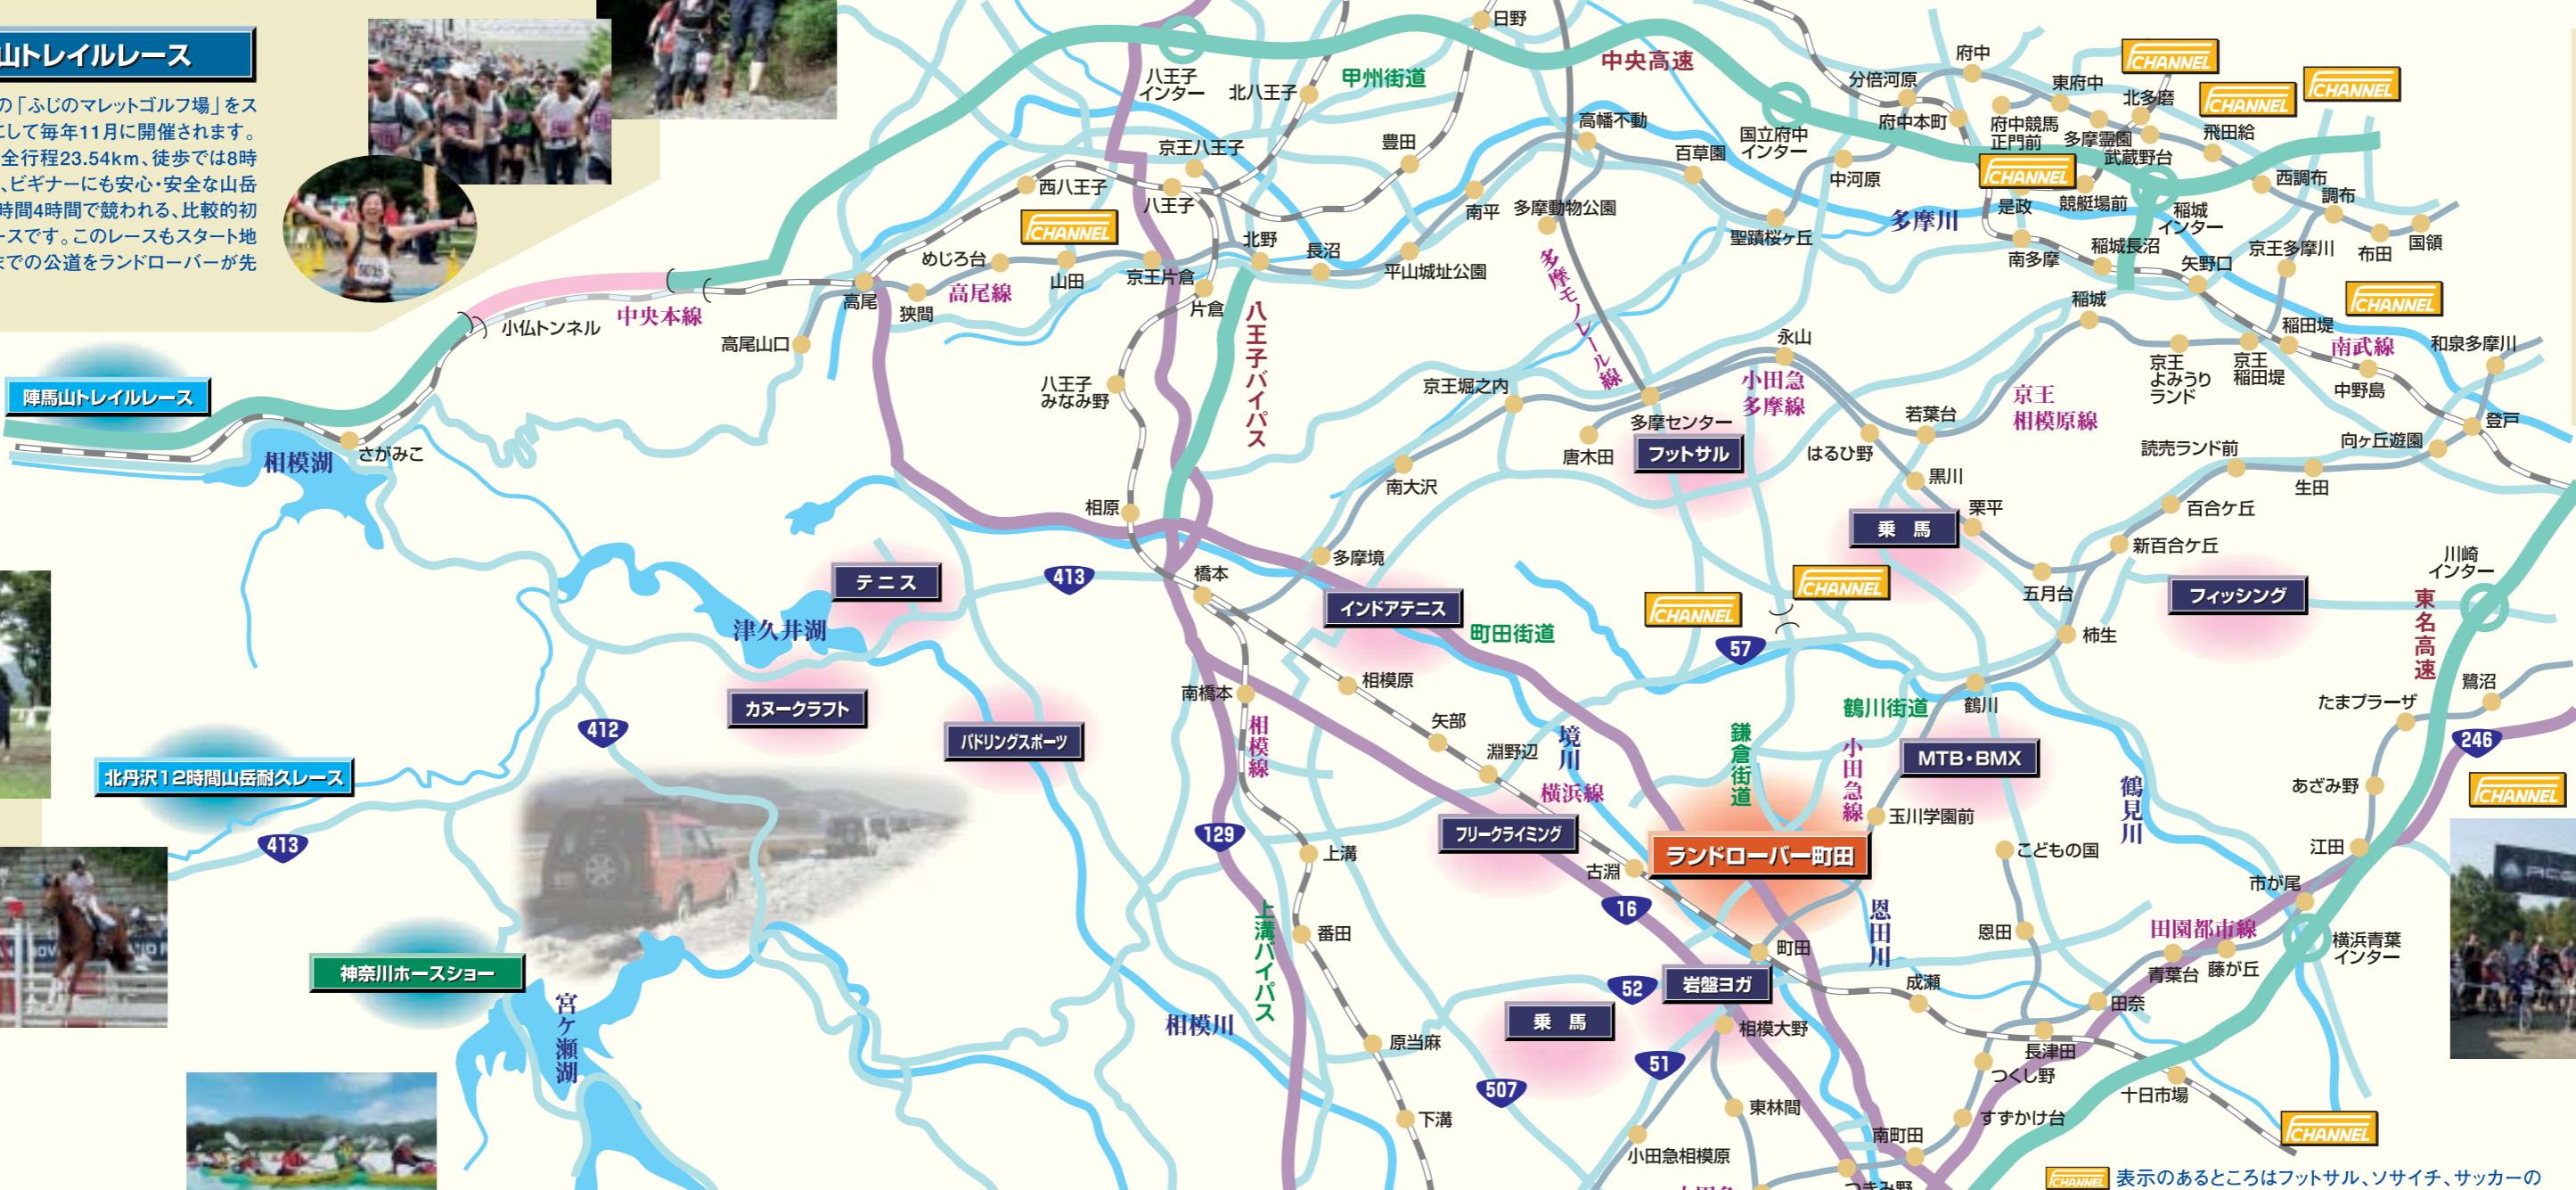 山トレイルレース
の「ふじのマレットゴルフ場」をス
にして毎年11月に開催されます。
全行程23.54km、徒歩では8時
、ビギナーにも安心・安全な山岳
時間4時間で競われる、比較的初
ースです。このレースもスタート地
までの公道をランドローバーが先
日野
中央高速
甲州街道
八王子
インター
北八王子
豊田
京王八王子
西八王子
八王子
CHANNEL
高幡不動
百草園
国立府中
インター
南平
多摩動物公園
聖蹟桜ヶ丘
中河原
分倍河原
府中
府中本町
東府中
北多磨
府中競馬
正門前
多摩霊園
武蔵野台
飛田給
CHANNEL
CHANNEL
CHANNEL
CHANNEL
是政
競艇場前
稲城
インター
西調布
調布
布田
国領
京王多摩川
多摩川
南多摩
稲城長沼
矢野口
稲城
CHANNEL
稲田堤
南武線
和泉多摩川
京王
よみうり
ランド
京王
稲田堤
中野島
登戸
向ヶ丘遊園
読売ランド前
生田
百合ケ丘
新百合ケ丘
めじろ台
山田
京王片倉
北野
長沼
平山城址公園
高尾
狭間
高尾線
片倉
八王子バイパス
多摩モノレール線
小仏トンネル
中央本線
高尾山口
八王子
みなみ野
京王堀之内
永山
小田急
多摩線
多摩センター
京王
相模原線
若葉台
はるひ野
黒川
栗平
五月台
柿生
唐木田
フットサル
南大沢
陣馬山トレイルレース
相模湖
さがみこ
相原
多摩境
橋本
乗 馬
フィッシング
川崎
インター
東名高速
テニス
413
インドアテニス
町田街道
CHANNEL
CHANNEL
57
津久井湖
カヌークラフト
412
パドリングスポーツ
南橋本
相模線
相模原
矢部
淵野辺
境川
横浜線
鎌倉街道
鶴川街道
鶴川
小田急線
MTB・BMX
玉川学園前
鶴見川
たまプラーザ
鷺沼
246
あざみ野
CHANNEL
江田
市が尾
北丹沢12時間山岳耐久レース
413
129
上溝
フリークライミング
ランドローバー町田
古淵
16
こどもの国
恩田
恩田川
田園都市線
青葉台
藤が丘
横浜青葉
インター
上溝バイパス
番田
町田
成瀬
田奈
神奈川ホースショー
宮ケ瀬湖
相模川
52
岩盤ヨガ
乗 馬
相模大野
原当麻
51
507
長津田
つくし野
十日市場
すずかけ台
東林間
下溝
南町田
小田急相模原
CHANNEL
CHANNEL 表示のあるところはフットサル、ソサイチ、サッカーの